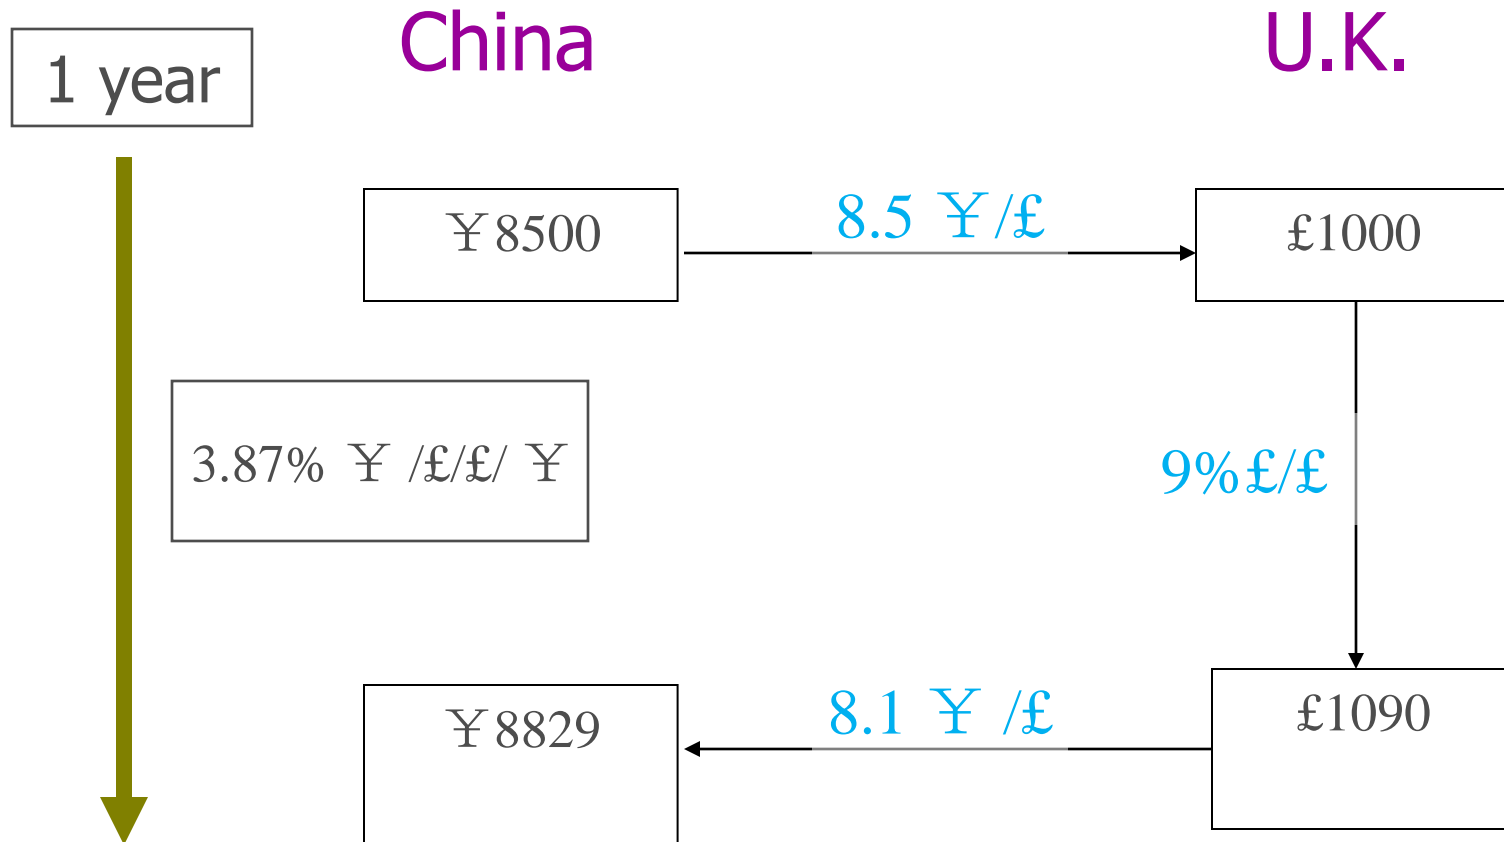 China
U.K.
1 year
¥8500
8.5 ¥/£
£1000
3.87% ¥ /£/£/ ¥
9%£/£
¥8829
8.1 ¥ /£
£1090